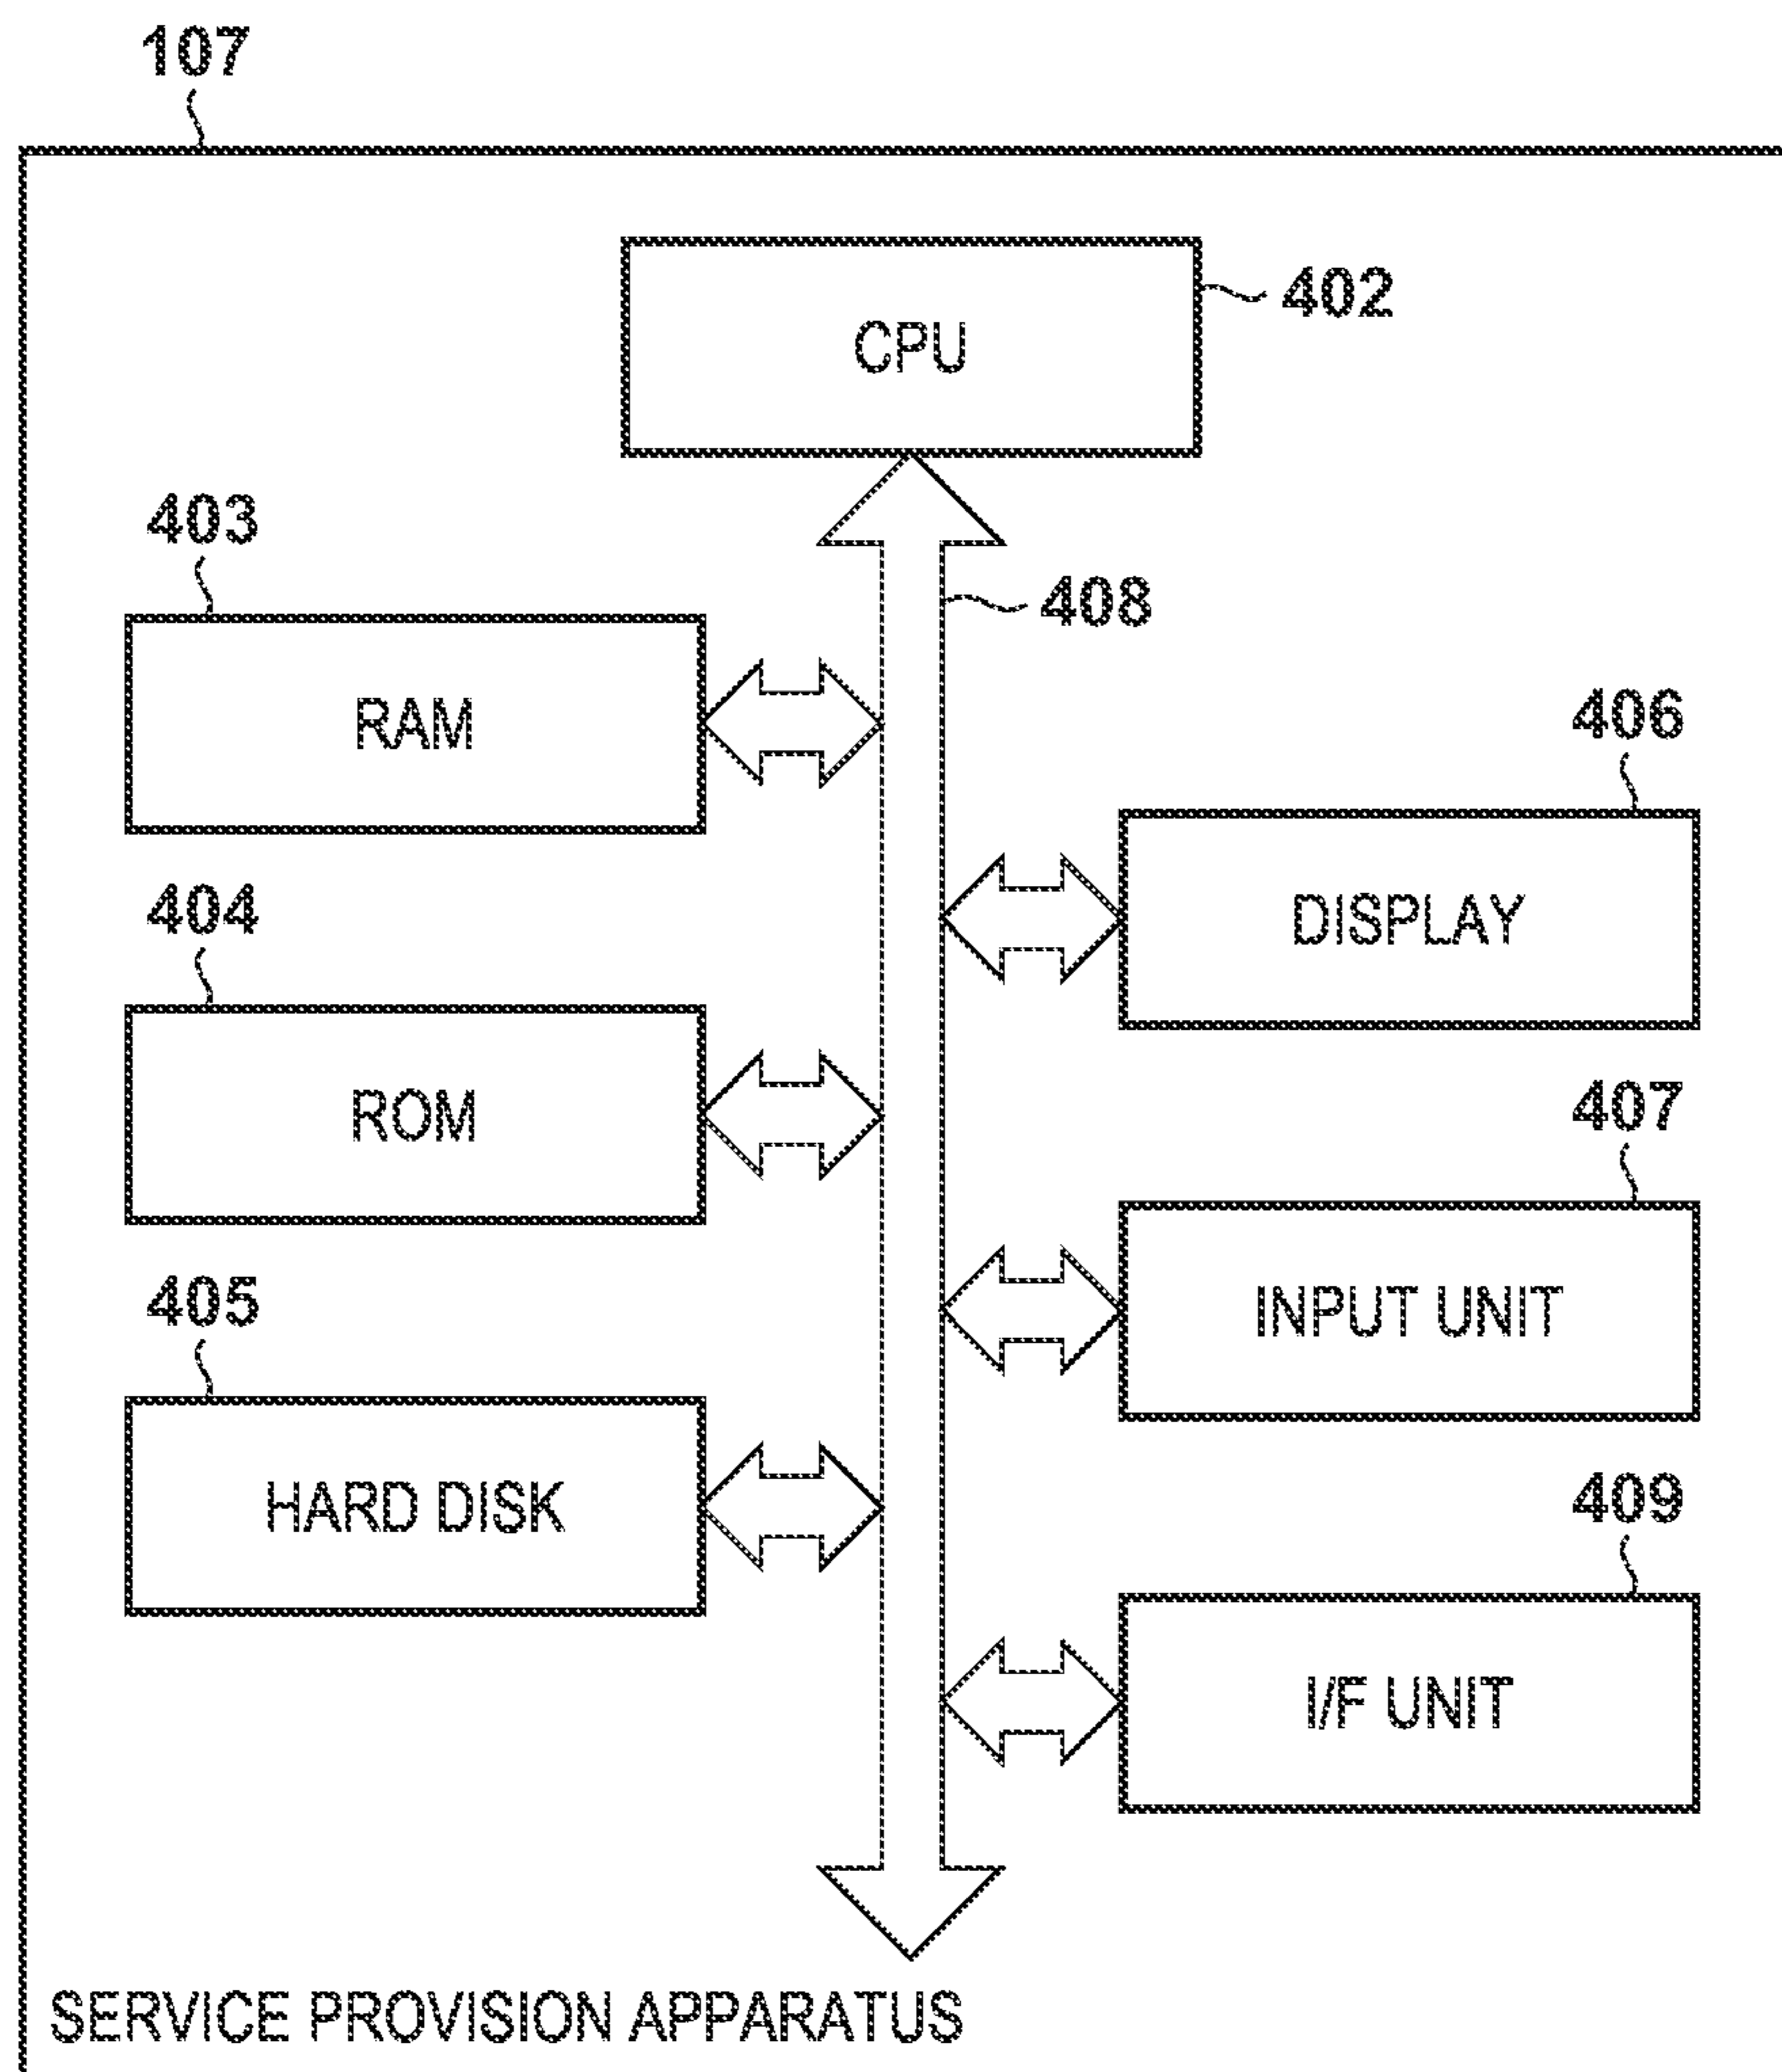 107
CPU
402
403
RAM
408
406
DISPLAY
404
ROM
407
INPUT UNIT
405
HARD DISK
409
I/F UNIT
SERVICE PROVISION APPARATUS